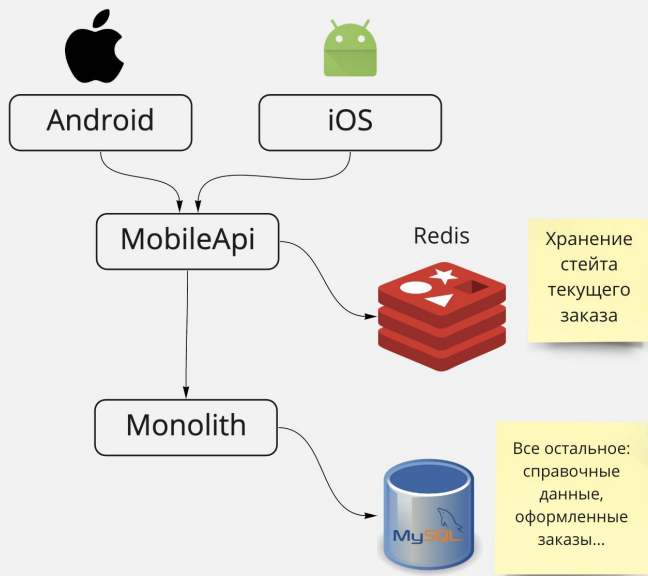 Android
iOS
MobileApi
Redis
Хранение
стейта
текущего
заказа
Monolith
Все остальное:
справочные
данные,
оформленные
заказы...
MySQL